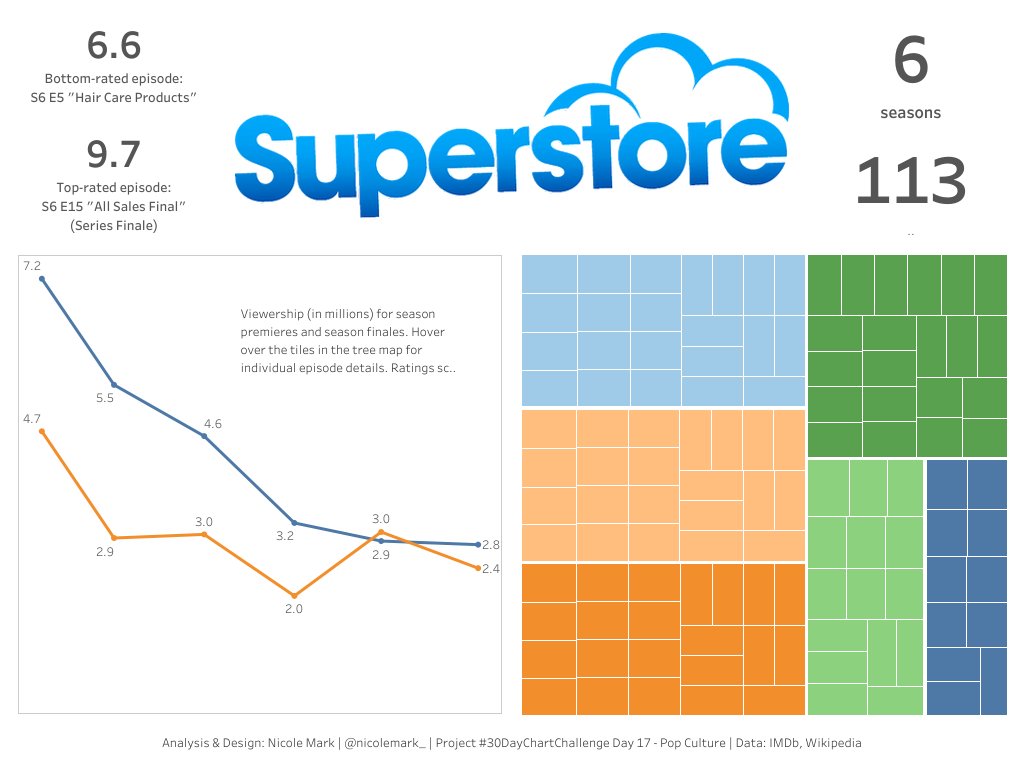 6.6
Bottom-rated episode:
S6 E5 "Hair Care Products"
9.7
Top-rated episode:
S6 E15 "All Sales Final"
(Series Finale)
Superstore
6
seasons
113
..
7.2
5.5
4.6
3.2
2.9
2.8
4.7
2.9
3.0
2.0
3.0
2.4
Viewership (in millions) for season
premieres and season finales. Hover
over the tiles in the tree map for
individual episode details. Ratings sc..
Analysis & Design: Nicole Mark | @nicolemark_ | Project #30DayChartChallenge Day 17 - Pop Culture | Data: IMDb, Wikipedia